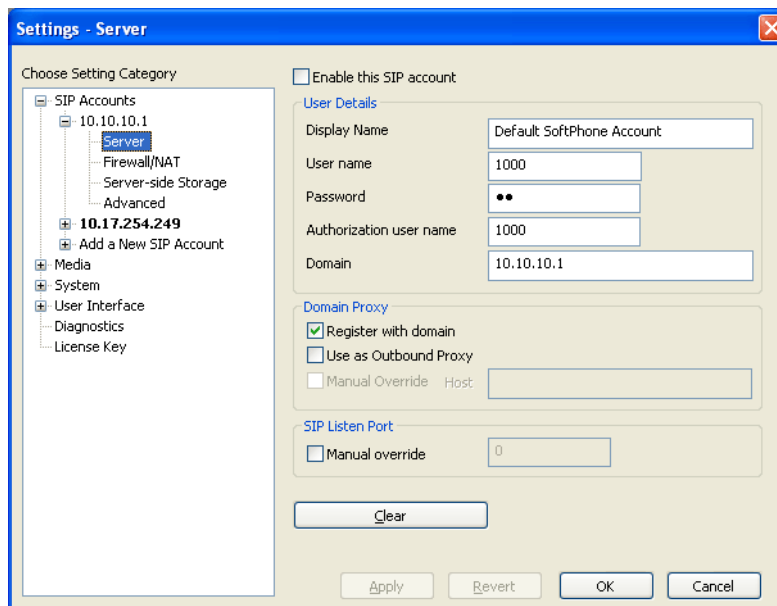 Settings - Server
Choose Setting Category
SIP Accounts
10.10.10.1
Server
Firewall/NAT
Server-side Storage
Advanced
10.17.254.249
Add a New SIP Account
Media
System
User Interface
Diagnostics
License Key
Enable this SIP account
User Details
Display Name Default SoftPhone Account
User name 1000
Password ●●
Authorization user name 1000
Domain 10.10.10.1
Domain Proxy
Register with domain
Use as Outbound Proxy
Manual Override Host
SIP Listen Port
Manual override 0
Clear
Apply Revert OK Cancel